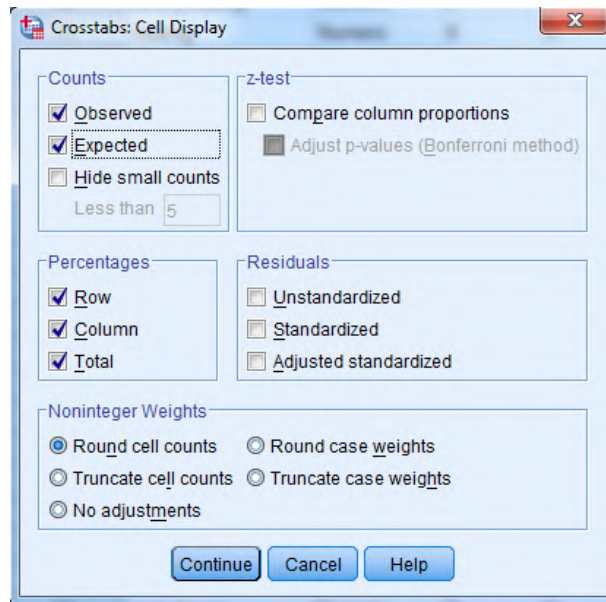 Crosstabs: Cell Display
Counts
Observed
Expected
Hide small counts
Less than 5
z-test
Compare column proportions
Adjust p-values (Bonferroni method)
Percentages
Row
Column
Total
Residuals
Unstandardized
Standardized
Adjusted standardized
Noninteger Weights
Round cell counts
Round case weights
Truncate cell counts
Truncate case weights
No adjustments
Continue
Cancel
Help